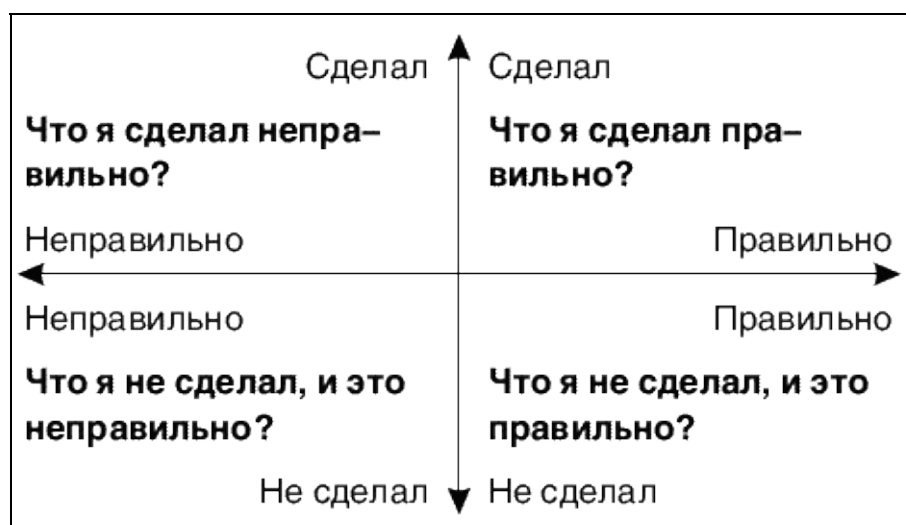 Сделал
Сделал
Что я сделал непра–
вильно?
Что я сделал пра–
вильно?
Неправильно
Правильно
Неправильно
Правильно
Что я не сделал, и это
неправильно?
Что я не сделал, и это
правильно?
Не сделал
Не сделал